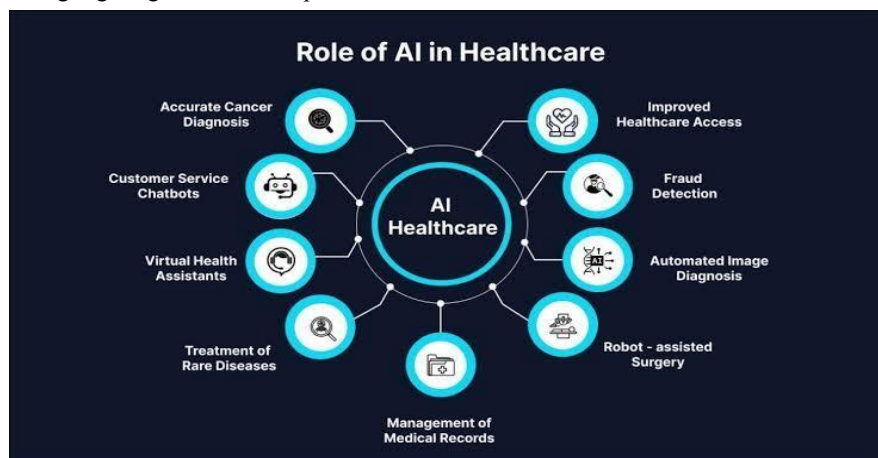 Role of AI in Healthcare
Accurate Cancer
Diagnosis
Customer Service
Chatbots
Virtual Health
Assistants
Treatment of
Rare Diseases
Management of
Medical Records
AI
Healthcare
Improved
Healthcare Access
Fraud
Detection
Automated Image
Diagnosis
AI
Robot - assisted
Surgery